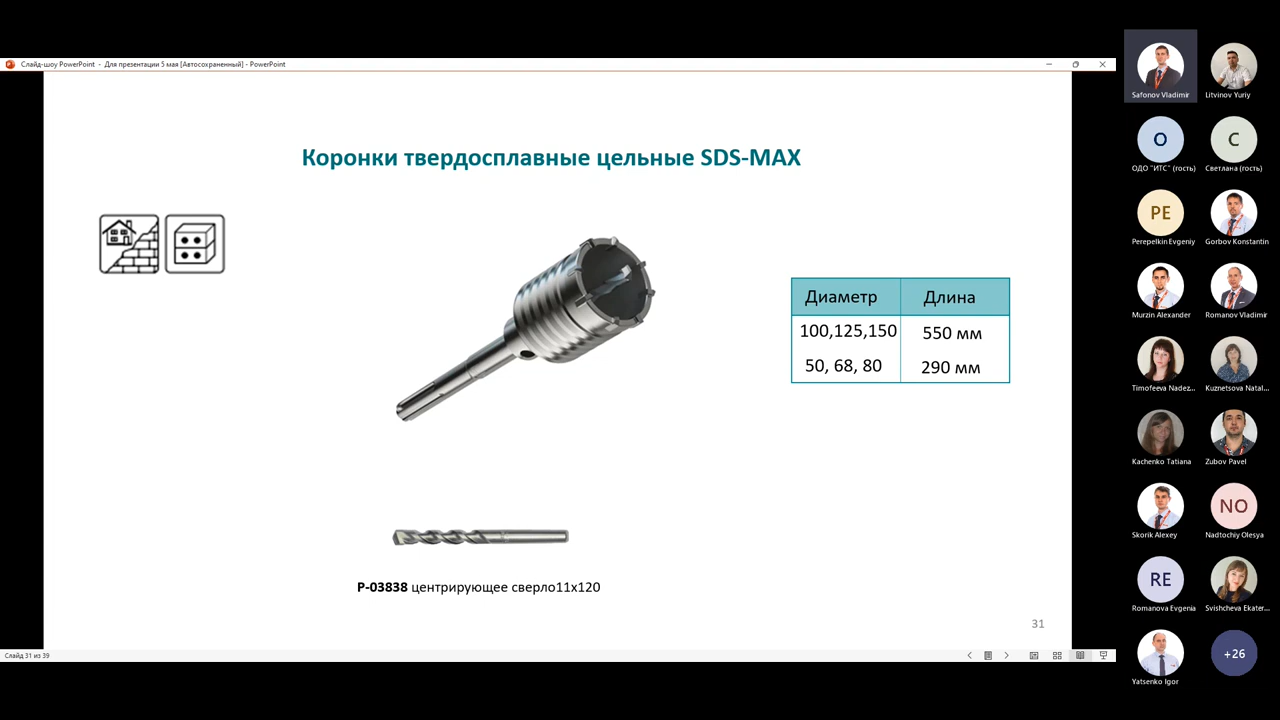 Слайд-шоу PowerPoint - Для презентации 5 мая [Автосохраненный] - PowerPoint
Коронки твердосплавные цельные SDS-MAX
Диаметр Длина
100,125,150 550 мм
50, 68, 80 290 мм
P-03838 центрирующее сверло11x120
31
Слайд 31 из 39
Safonov Vladimir
Litvinov Yuriy
O
C
ОДО "ИТС" (гость)
Светлана (гость)
PE
Perepelkin Evgeniy
Gorbov Konstantin
Murzin Alexander
Romanov Vladimir
Timofeeva Nadez...
Kuznetsova Natal...
Kachenko Tatiana
Zubov Pavel
Skorik Alexey
NO
Nadtochiy Olesya
RE
Romanova Evgenia
Svishcheva Ekater...
Yatsenko Igor
+26